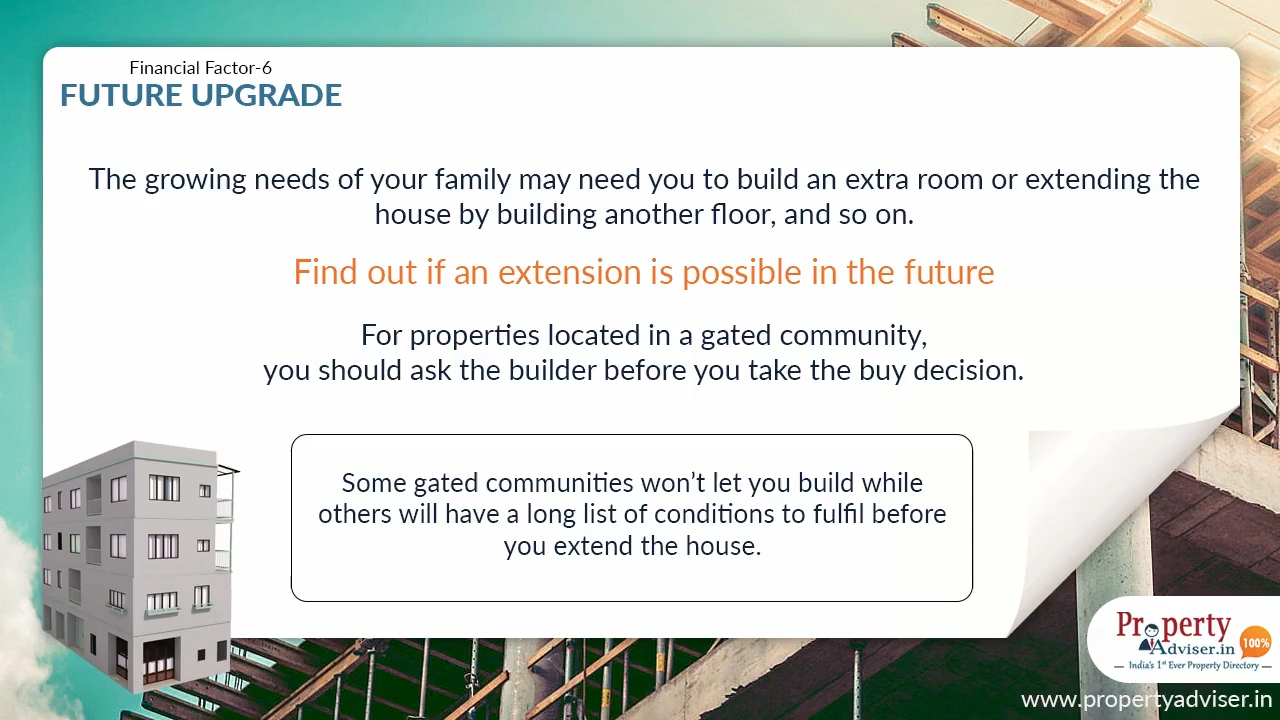 Financial Factor-6
FUTURE UPGRADE
The growing needs of your family may need you to build an extra room or extending the
house by building another floor, and so on.
Find out if an extension is possible in the future
For properties located in a gated community,
you should ask the builder before you take the buy decision.
Some gated communities won’t let you build while
others will have a long list of conditions to fulfil before
you extend the house.
Property
Adviser.in
100%
India's 1st Ever Property Directory
www.propertyadviser.in